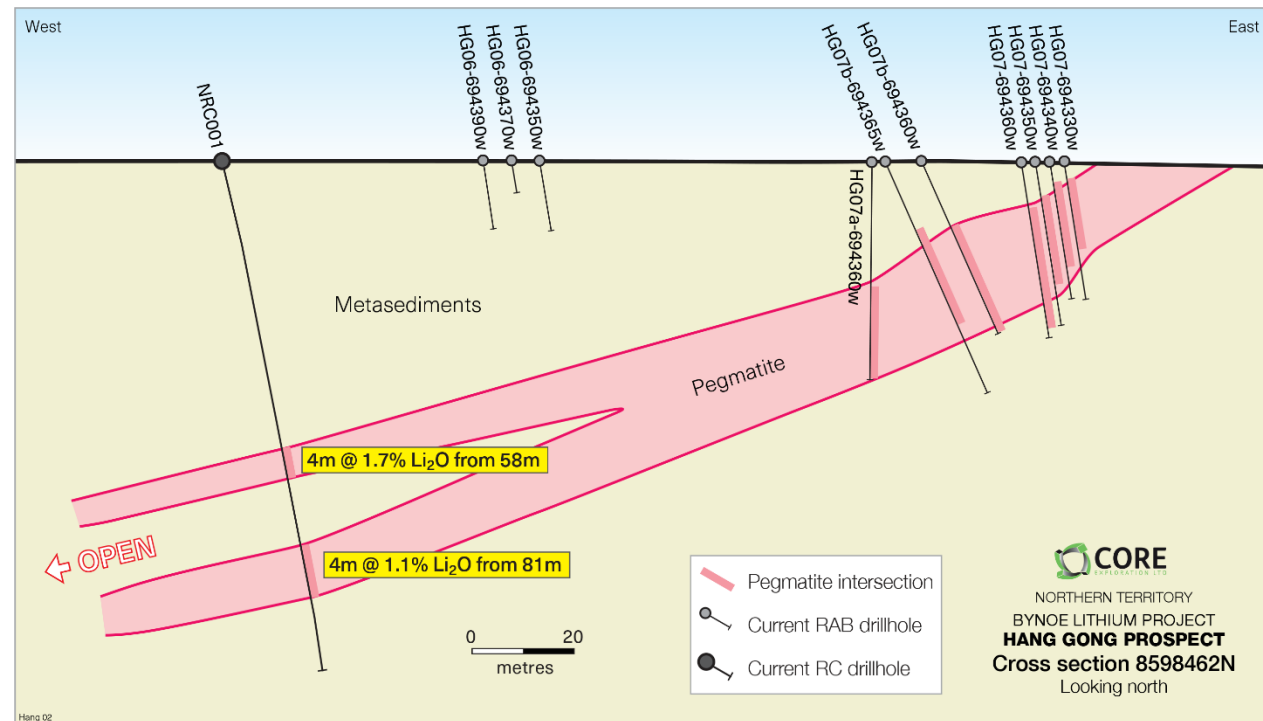 West
East
NRC001
HG06-694390w
HG06-694370w
HG06-694350w
HG07b-694365w
HG07b-694360w
HG07-694360w
HG07-694350w
HG07-694340w
HG07-694330w
HG07a-694360w
Metasediments
Pegmatite
4m @ 1.7% Li₂O from 58m
OPEN
4m @ 1.1% Li₂O from 81m
0 20
metres
Pegmatite intersection
Current RAB drillhole
Current RC drillhole
CORE
EXPLORATION LTD
NORTHERN TERRITORY
BYNOE LITHIUM PROJECT
HANG GONG PROSPECT
Cross section 8598462N
Looking north
Hang 02